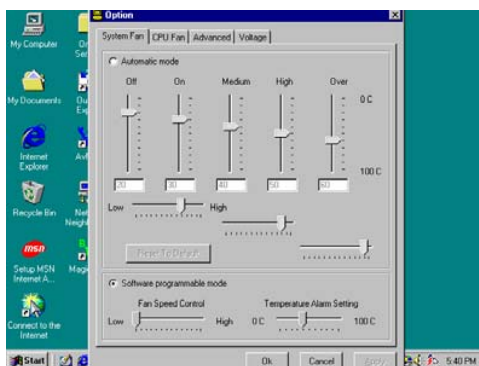 Option
System Fan
CPU Fan
Advanced
Voltage
Automatic mode
Off
On
Medium
High
Over
0 C
100 C
20
30
40
50
60
Low
High
Reset To Default
Software programmable mode
Fan Speed Control
Temperature Alarm Setting
Low
High
0 C
100 C
Ok
Cancel
Apply
My Computer
My Documents
Internet
Explorer
Recycle Bin
msn
Setup MSN
Internet A...
Connect to the
Internet
Start
5:40 PM